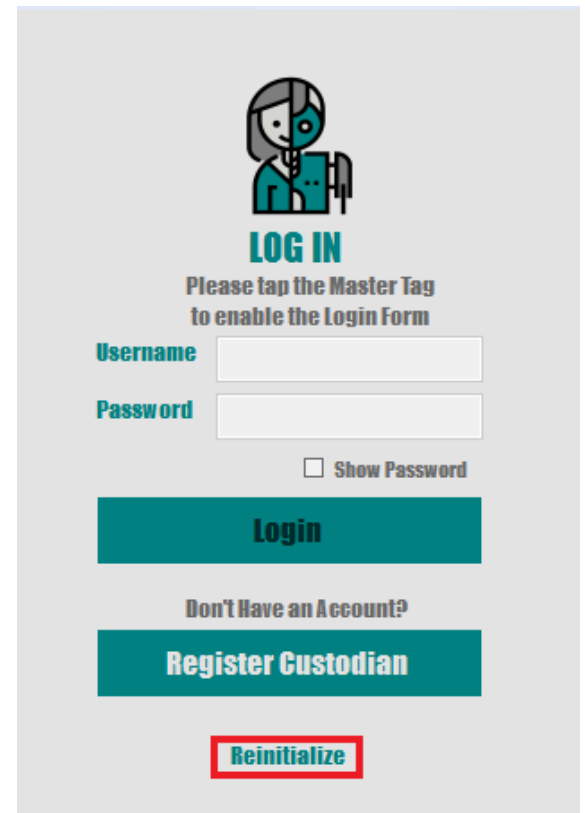 LOG IN
Please tap the Master Tag
to enable the Login Form
Username
Password
Show Password
Login
Don't Have an Account?
Register Custodian
Reinitialize